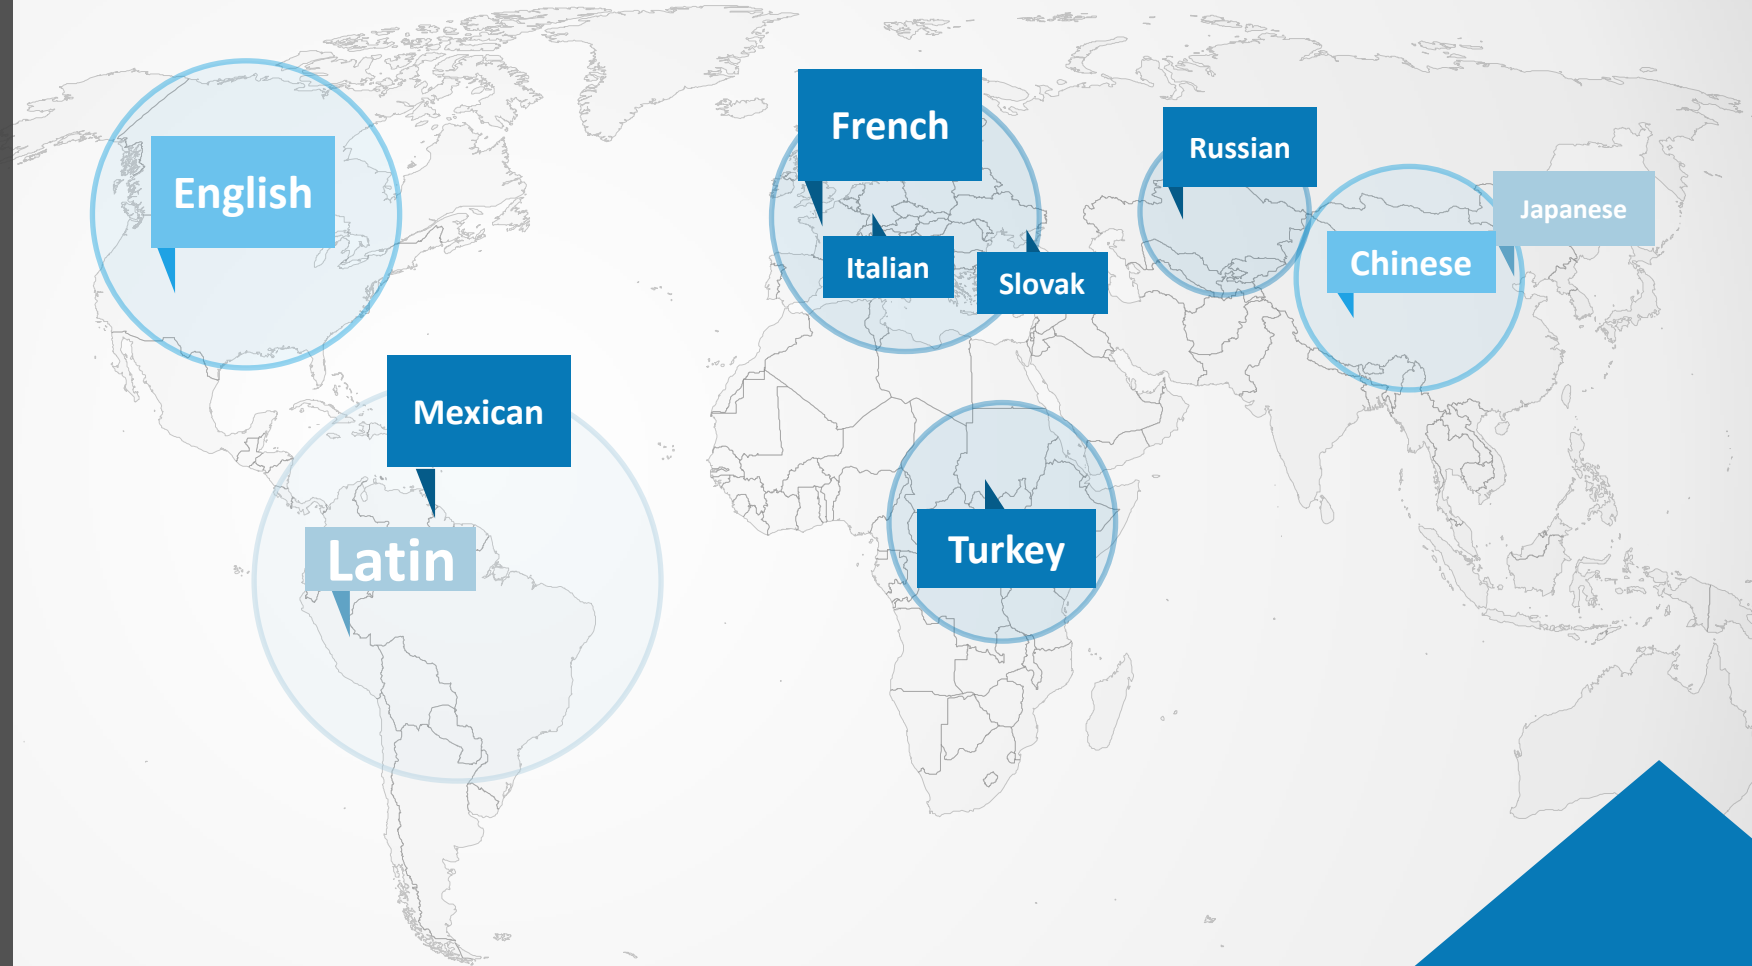 English
French
Russian
Japanese
Italian
Slovak
Chinese
Mexican
Latin
Turkey